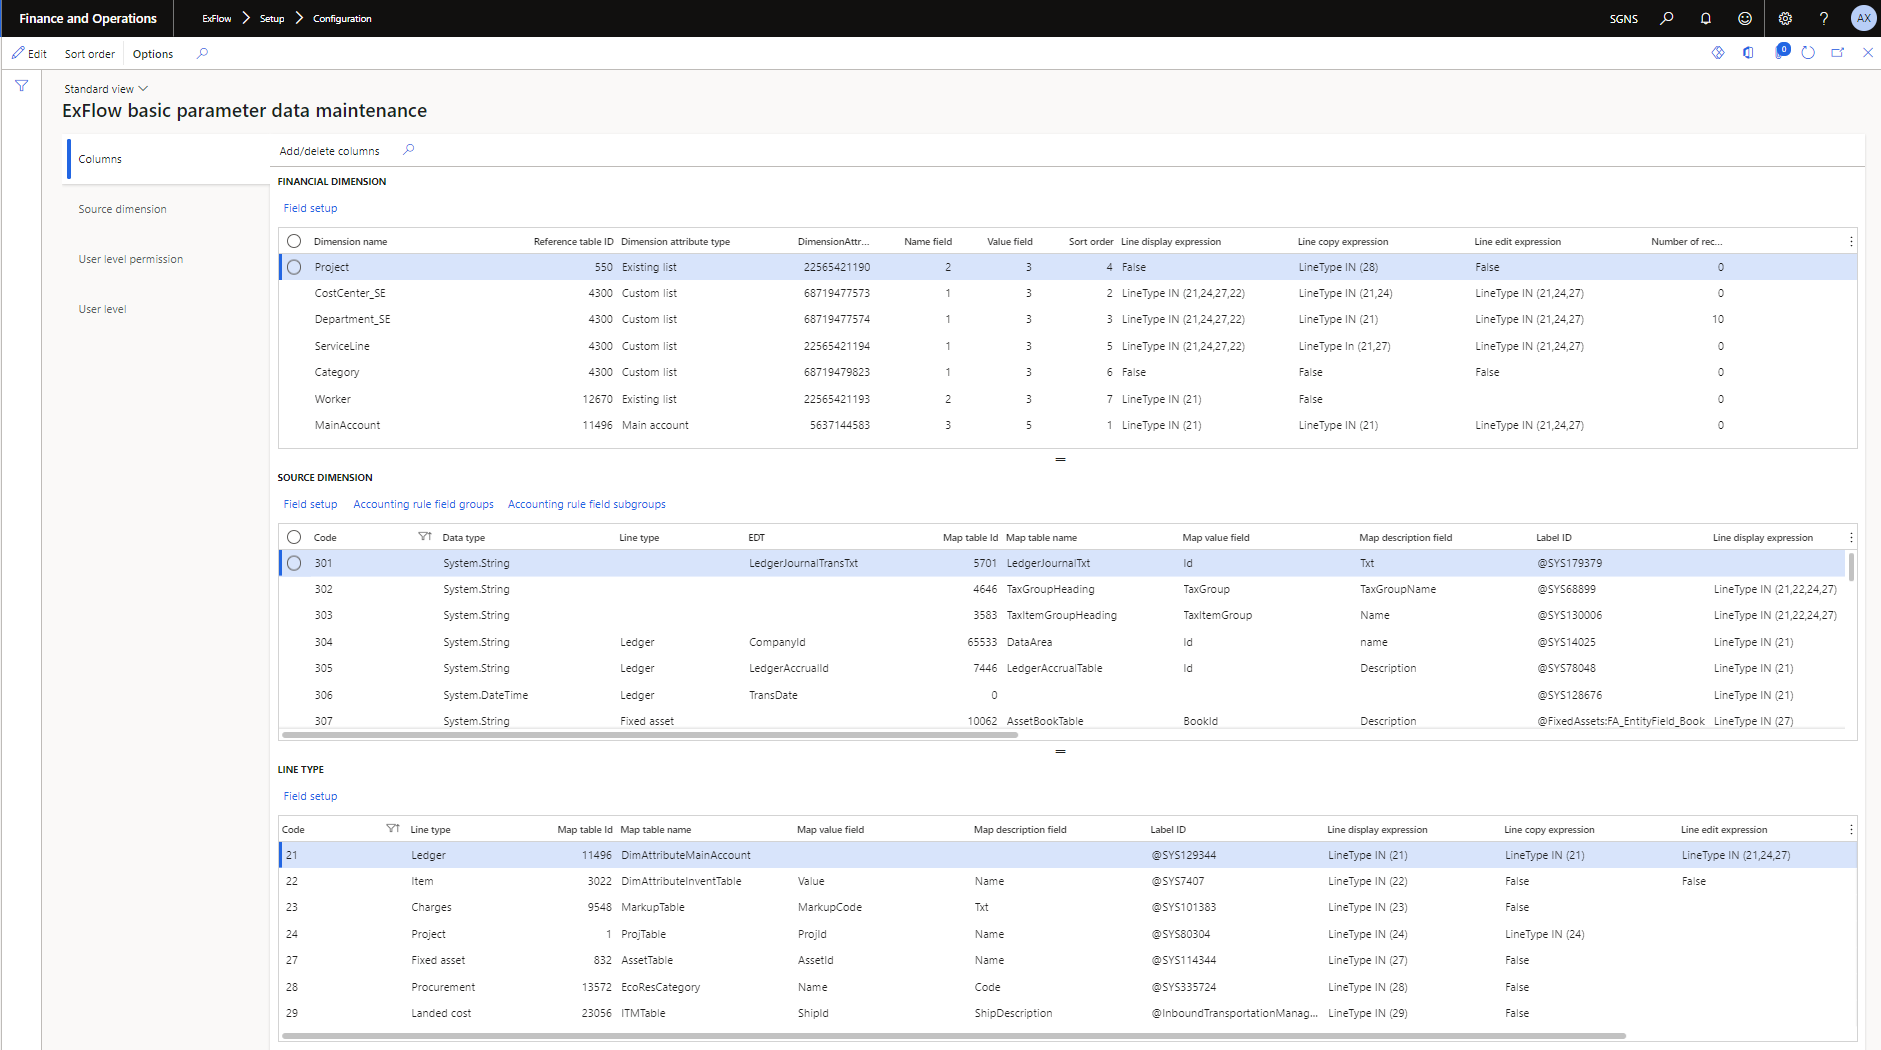 Finance and Operations ExFlow Setup Configuration SGNS ? AX
Edit Sort order Options 0
Standard view
ExFlow basic parameter data maintenance
Columns
Source dimension
User level permission
User level
Add/delete columns
FINANCIAL DIMENSION
Field setup
Dimension name Reference table ID Dimension attribute type DimensionAttr... Name field Value field Sort order Line display expression Line copy expression Line edit expression Number of rec...
Project 550 Existing list 22565421190 2 3 4 False LineType IN (28) False 0
CostCenter_SE 4300 Custom list 68719477573 1 3 2 LineType IN (21,24,27,22) LineType IN (21,24) LineType IN (21,24,27) 0
Department_SE 4300 Custom list 68719477574 1 3 3 LineType IN (21,24,27,22) LineType IN (21) LineType IN (21,24,27) 10
ServiceLine 4300 Custom list 22565421194 1 3 5 LineType IN (21,24,27,22) LineType In (21,27) LineType IN (21,24,27) 0
Category 4300 Custom list 68719479823 1 3 6 False False False 0
Worker 12670 Existing list 22565421193 2 3 7 LineType IN (21) False 0
MainAccount 11496 Main account 5637144583 3 5 1 LineType IN (21) LineType IN (21) LineType IN (21,24,27) 0
SOURCE DIMENSION
Field setup Accounting rule field groups Accounting rule field subgroups
Code Data type Line type EDT Map table Id Map table name Map value field Map description field Label ID Line display expression
301 System.String LedgerJournalTransTxt 5701 LedgerJournalTxt Id Txt @SYS179379
302 System.String 4646 TaxGroupHeading TaxGroup TaxGroupName @SYS68899 LineType IN (21,22,24,27)
303 System.String 3583 TaxItemGroupHeading TaxItemGroup Name @SYS130006 LineType IN (21,22,24,27)
304 System.String Ledger CompanyId 65533 DataArea Id name @SYS14025 LineType IN (21)
305 System.String Ledger LedgerAccrualId 7446 LedgerAccrualTable Id Description @SYS78048 LineType IN (21)
306 System.DateTime Ledger TransDate 0 @SYS128676 LineType IN (21)
307 System.String Fixed asset 10062 AssetBookTable BookId Description @FixedAssets:FA_EntityField_Book LineType IN (27)
LINE TYPE
Field setup
Code Line type Map table Id Map table name Map value field Map description field Label ID Line display expression Line copy expression Line edit expression
21 Ledger 11496 DimAttributeMainAccount @SYS129344 LineType IN (21) LineType IN (21) LineType IN (21,24,27)
22 Item 3022 DimAttributeInventTable Value Name @SYS7407 LineType IN (22) False False
23 Charges 9548 MarkupTable MarkupCode Txt @SYS101383 LineType IN (23) False
24 Project 1 ProjTable ProjId Name @SYS80304 LineType IN (24) LineType IN (24)
27 Fixed asset 832 AssetTable AssetId Name @SYS114344 LineType IN (27) False
28 Procurement 13572 EcoResCategory Name Code @SYS335724 LineType IN (28) False
29 Landed cost 23056 ITMTable ShipId ShipDescription @InboundTransportationManag... LineType IN (29) False